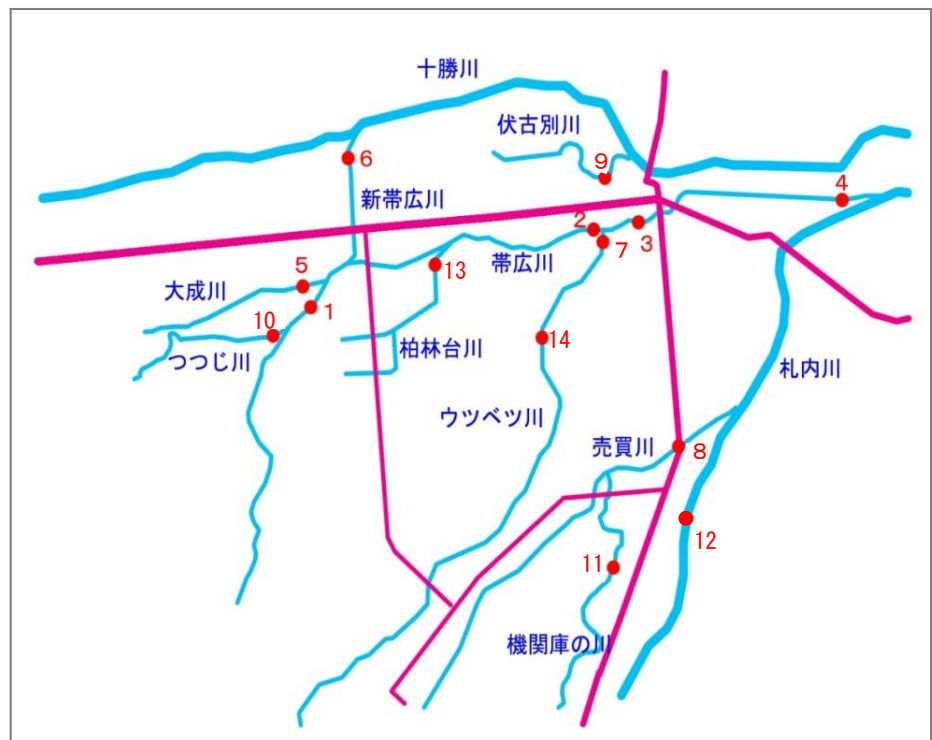 十勝川
伏古別川
6
9
4
新帯広川
2
3
7
帯広川
13
5
大成川
1
10
14
柏林台川
つつじ川
札内川
ウツベツ川
売買川
8
12
11
機関庫の川